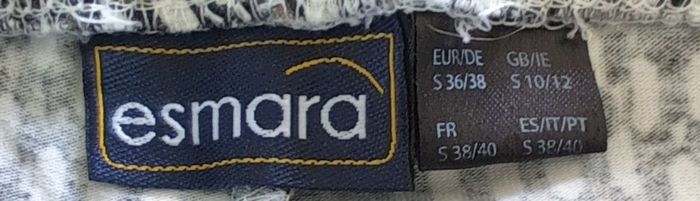 esmara
EUR/DE GB/IE
S 36/38 S 10/12
FR ES/IT/PT
S 38/40 S 38/40